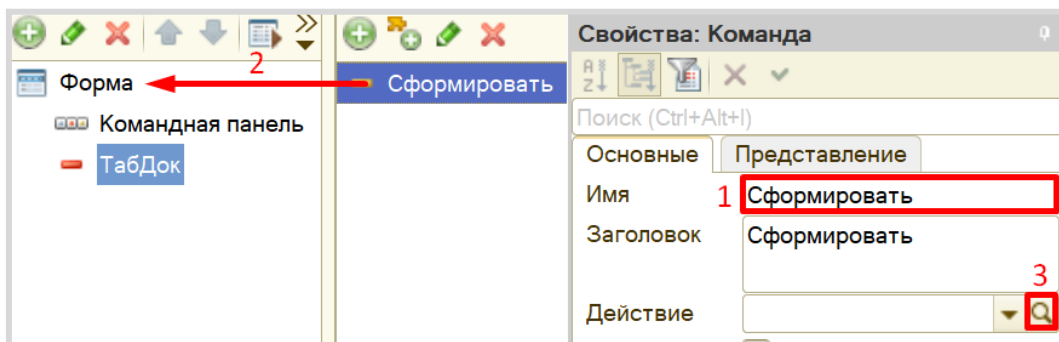 Форма
Командная панель
ТабДок
2
Сформировать
Свойства: Команда
Поиск (Ctrl+Alt+I)
Основные
Представление
Имя
1
Сформировать
Заголовок
Сформировать
3
Действие